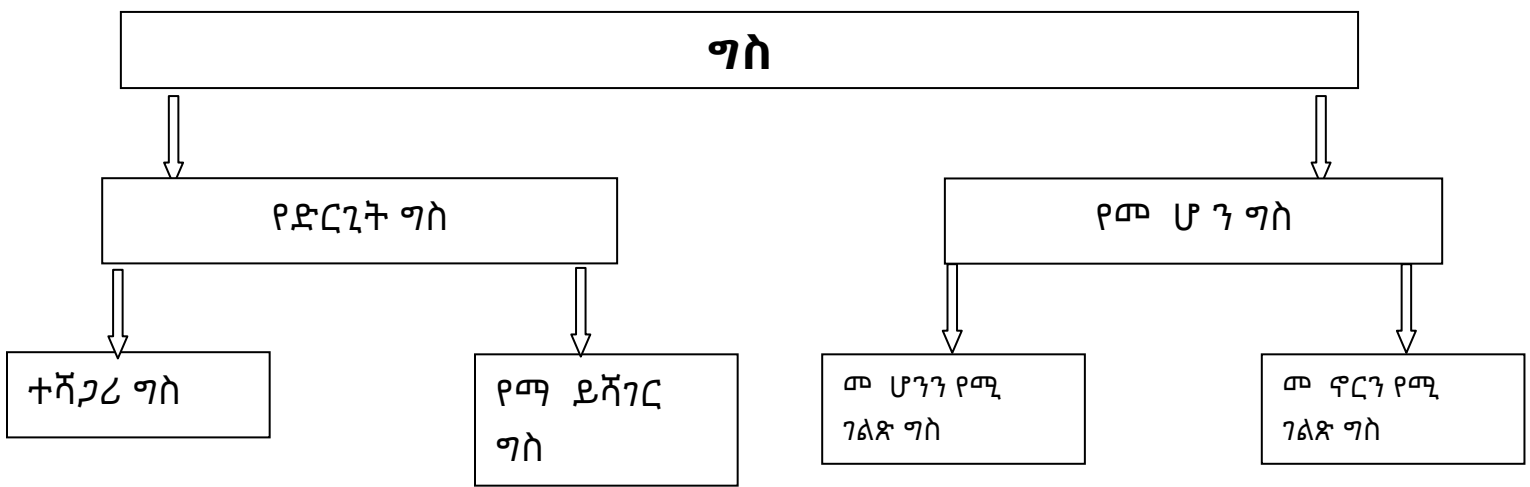 ግስ
የድርጊት ግስ
የመ ሆ ን ግስ
ተሻጋሪ ግስ
የማ ይሻገር
ግስ
መ ሆንን የሚ
ገልጽ ግስ
መ ኖርን የሚ
ገልጽ ግስ